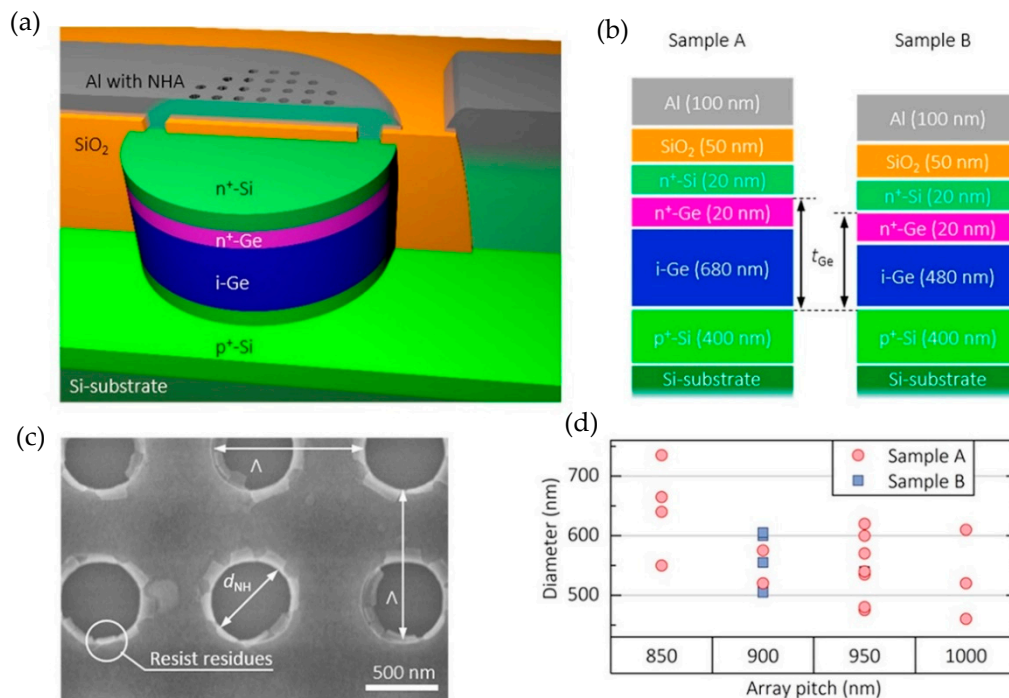 (a)
Al with NHA
SiO2
n+-Si
n+-Ge
i-Ge
p+-Si
Si-substrate
(b)
Sample A
Sample B
Al (100 nm)
SiO2 (50 nm)
n+-Si (20 nm)
n+-Ge (20 nm)
i-Ge (680 nm)
p+-Si (400 nm)
Si-substrate
tGe
Al (100 nm)
SiO2 (50 nm)
n+-Si (20 nm)
n+-Ge (20 nm)
i-Ge (480 nm)
p+-Si (400 nm)
Si-substrate
(c)
Λ
dNH
Λ
Resist residues
500 nm
(d)
Sample A
Sample B
Diameter (nm)
700
600
500
850 900 950 1000
Array pitch (nm)